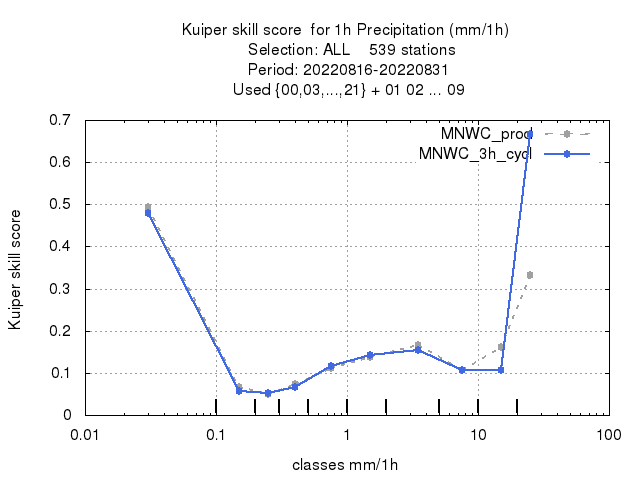 Kuiper skill score for 1h Precipitation (mm/1h)
Selection: ALL 539 stations
Period: 20220816-20220831
Used {00,03,...,21} + 01 02 ... 09
0.7
0.6
0.5
0.4
0.3
0.2
0.1
0
Kuiper skill score
MNWC_prod
MNWC_3h_cycl
0.01 0.1 1 10 100
classes mm/1h